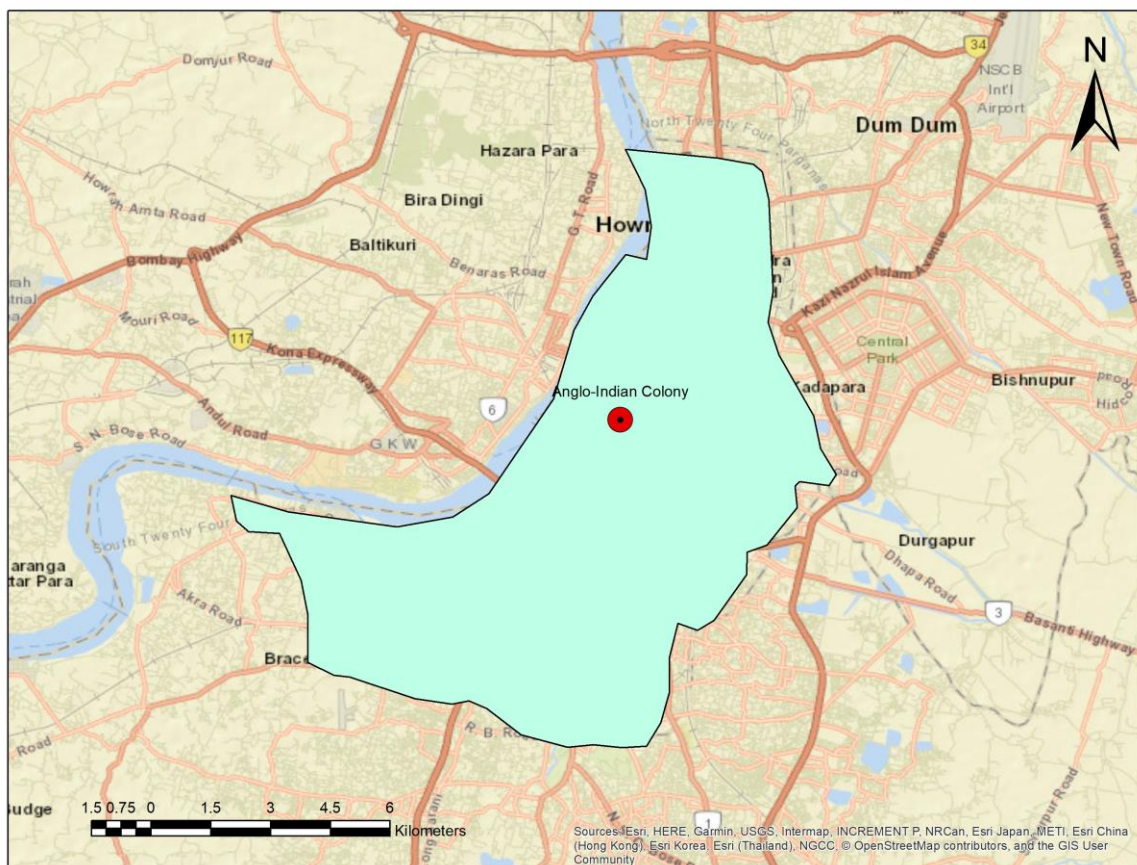 34
N
Domjur Road
NSCB
Int'l
Airport
North Twenty Four Parganas
Dum Dum
Hazara Para
G.T. Road
Bira Dingi
Howrah Amta Road
New Town Road
Howr
Baltikuri
Bombay Highway
Benaras Road
Kazi Nazrul Islam Avenue
Mouri Road
117
Kona Expressway
Central
Park
Kadapara
Bishnupur
Anglo-Indian Colony
6
Andul Road
S. N. Bose Road
G K W
South Twenty Four
Durgapur
Dhapa Road
Akra Road
3
Basanti Highway
Brace
R. B. Ro
Road
Budge
1.5 0.75 0 1.5 3 4.5 6
Kilometers
1
Sources: Esri, HERE, Garmin, USGS, Intermap, INCREMENT P, NRCan, Esri Japan, METI, Esri China
(Hong Kong), Esri Korea, Esri (Thailand), NGCC, © OpenStreetMap contributors, and the GIS User
Community